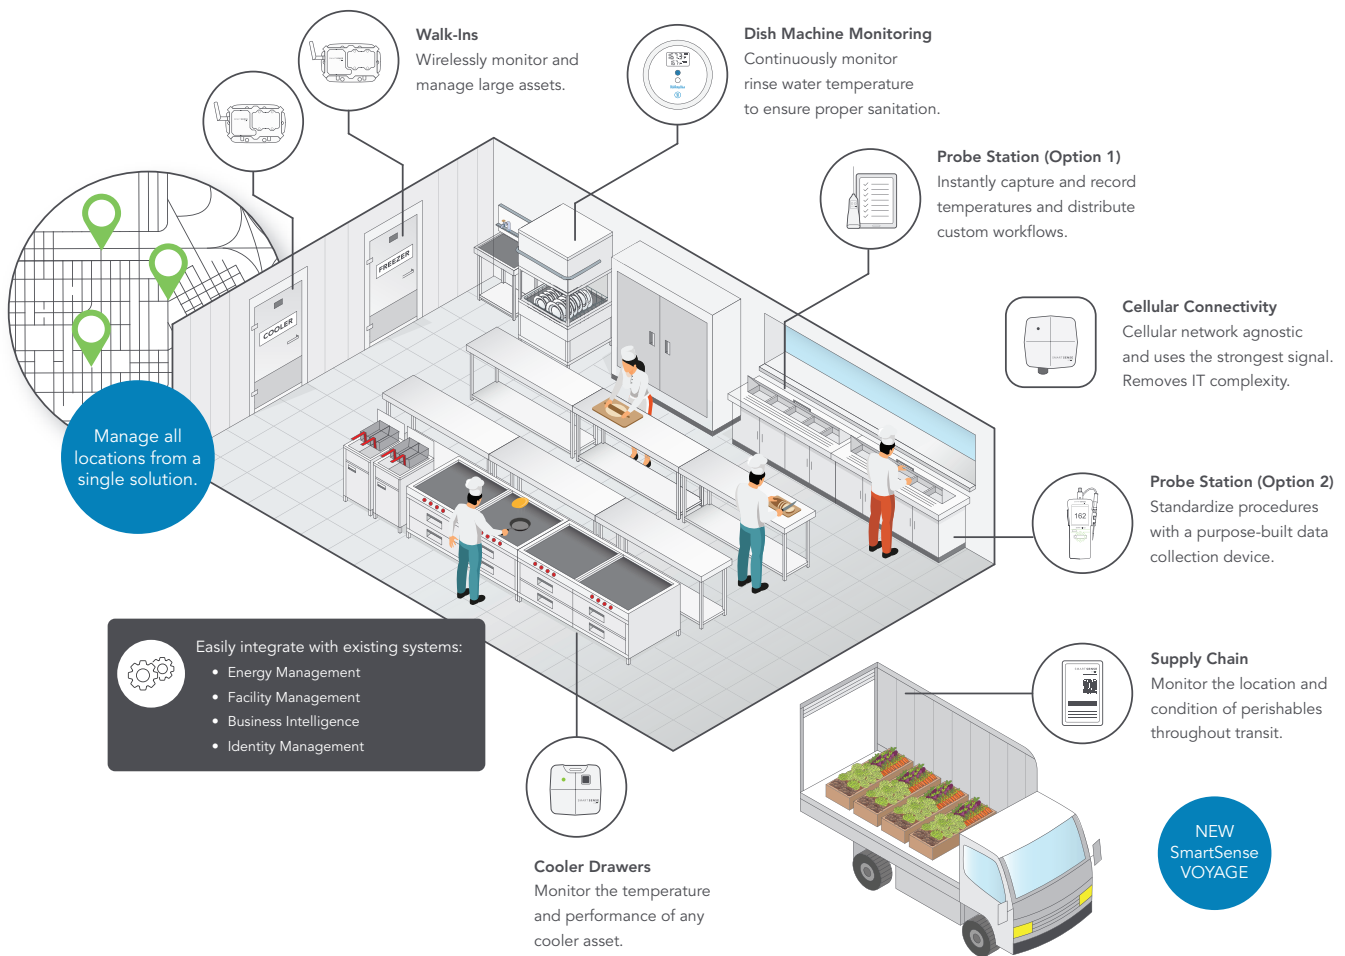 Walk-Ins
Wirelessly monitor and
manage large assets.
Dish Machine Monitoring
Continuously monitor
rinse water temperature
to ensure proper sanitation.
Probe Station (Option 1)
Instantly capture and record
temperatures and distribute
custom workflows.
Cellular Connectivity
Cellular network agnostic
and uses the strongest signal.
Removes IT complexity.
SMARTSENSE
FREEZER
COOLER
Manage all
locations from a
single solution.
Probe Station (Option 2)
Standardize procedures
with a purpose-built data
collection device.
162
Easily integrate with existing systems:
• Energy Management
• Facility Management
• Business Intelligence
• Identity Management
Supply Chain
Monitor the location and
condition of perishables
throughout transit.
SMARTSENSE
SMARTSENSE
Cooler Drawers
Monitor the temperature
and performance of any
cooler asset.
NEW
SmartSense
VOYAGE